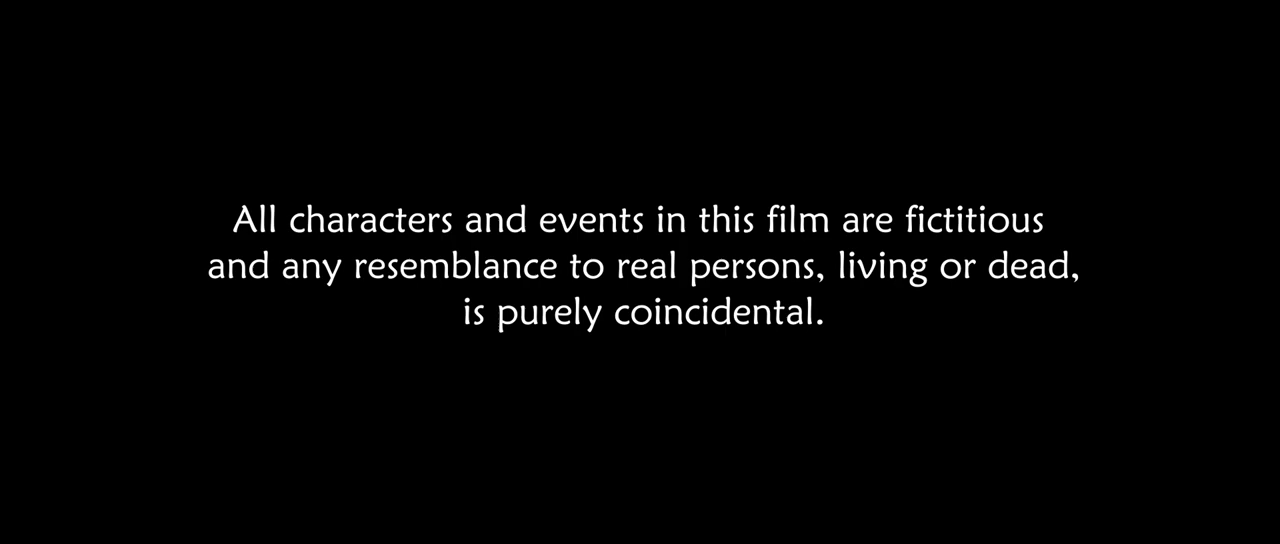 All characters and events in this film are fictitious
and any resemblance to real persons, living or dead,
is purely coincidental.